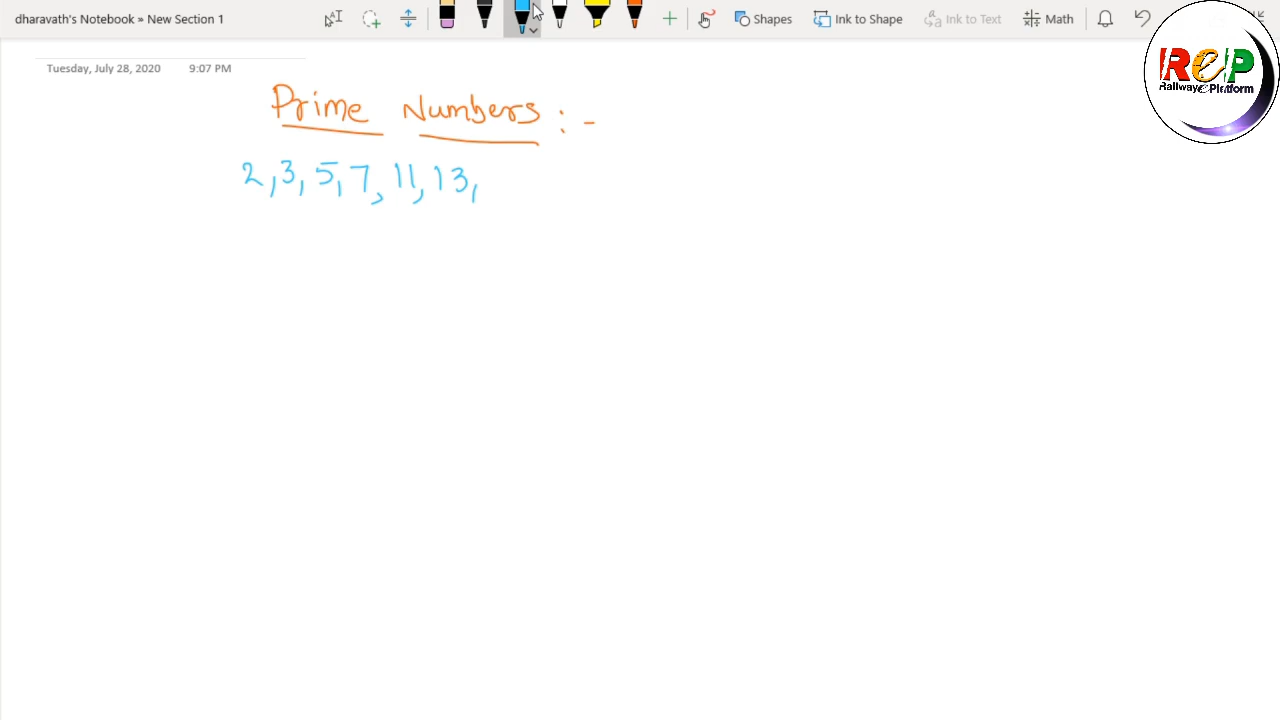 dharavath's Notebook » New Section 1
Shapes
Ink to Shape
Ink to Text
Math
ReP
Railway Platform
Tuesday, July 28, 2020 9:07 PM
Prime Numbers : -
2, 3, 5, 7, 11, 13,